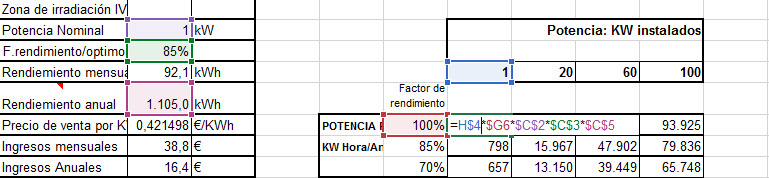 Zona de irradiación IV
Potencia Nominal 1 kW
F.rendimiento/optimo 85%
Rendiemiento mensua 92,1 kWh
Rendiemiento anual 1.105,0 kWh
Precio de venta por K 0,421498 €/KWh
Ingresos mensuales 38,8 €
Ingresos Anuales 16,4 €
Potencia: KW instalados
1 20 60 100
Factor de
rendimiento
POTENCIA 100% =H$4*$G6*$C$2*$C$3*$C$5 93.925
KW Hora/An 85% 798 15.967 47.902 79.836
70% 657 13.150 39.449 65.748